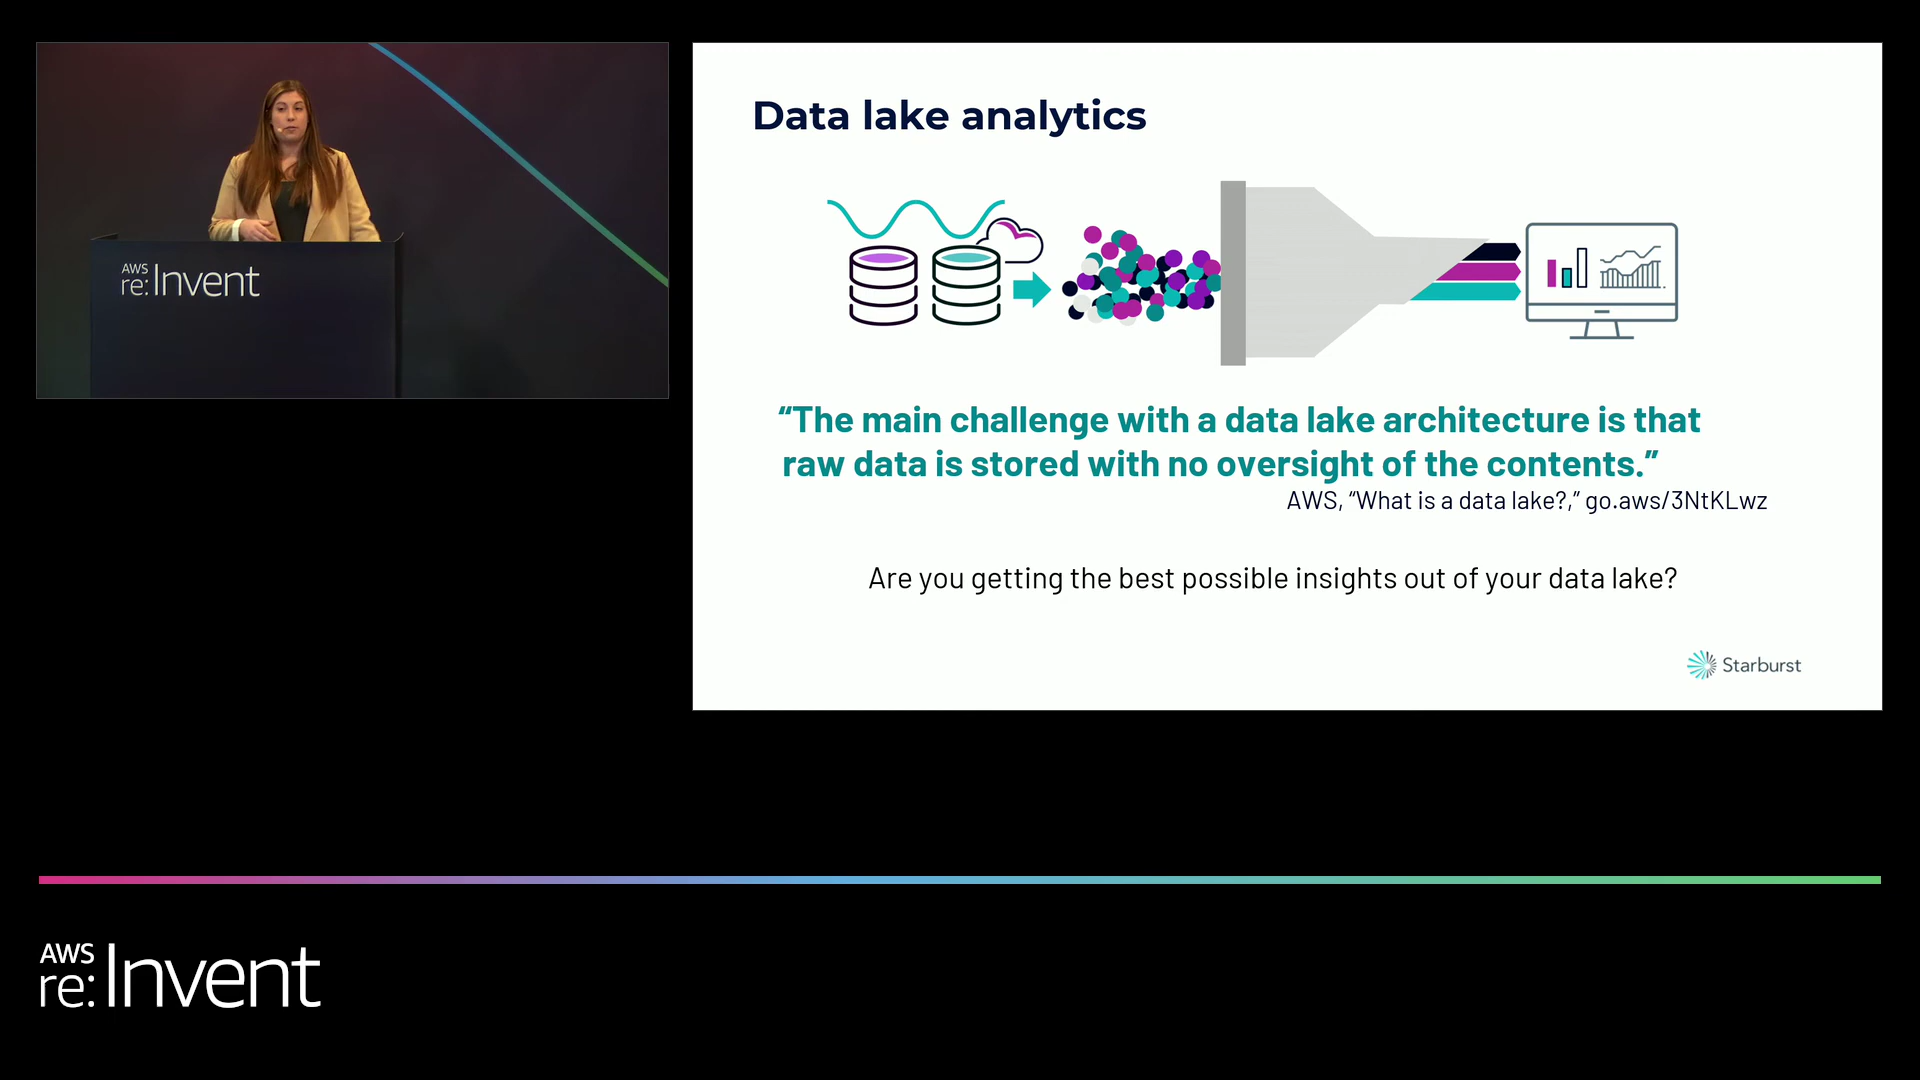 AWS
re:Invent
Data lake analytics
“The main challenge with a data lake architecture is that
raw data is stored with no oversight of the contents.”
AWS, “What is a data lake?,” go.aws/3NtKLwz
Are you getting the best possible insights out of your data lake?
Starburst
AWS
re:Invent